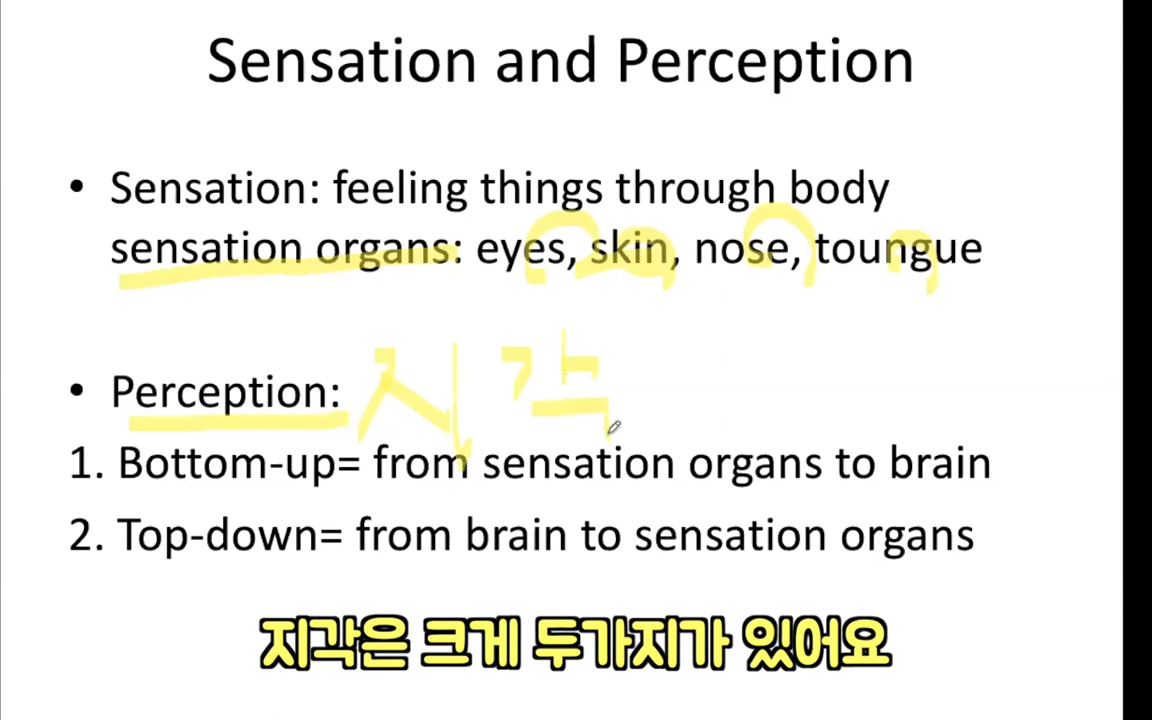 Sensation and Perception
• Sensation: feeling things through body
sensation organs: eyes, skin, nose, toungue
• Perception: 지각
1. Bottom-up= from sensation organs to brain
2. Top-down= from brain to sensation organs
지각은 크게 두가지가 있어요